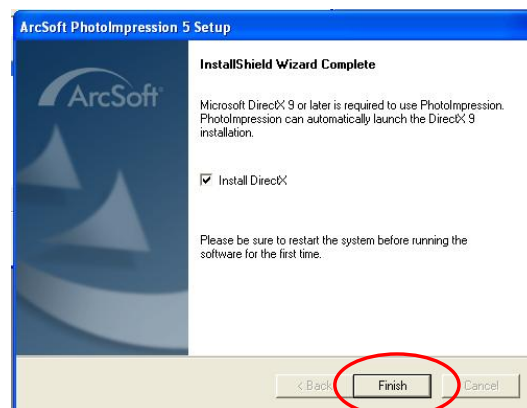 ArcSoft PhotoImpression 5 Setup
InstallShield Wizard Complete
ArcSoft
Microsoft DirectX 9 or later is required to use PhotoImpression.
PhotoImpression can automatically launch the DirectX 9
installation.
Install DirectX
Please be sure to restart the system before running the
software for the first time.
< Back
Finish
Cancel